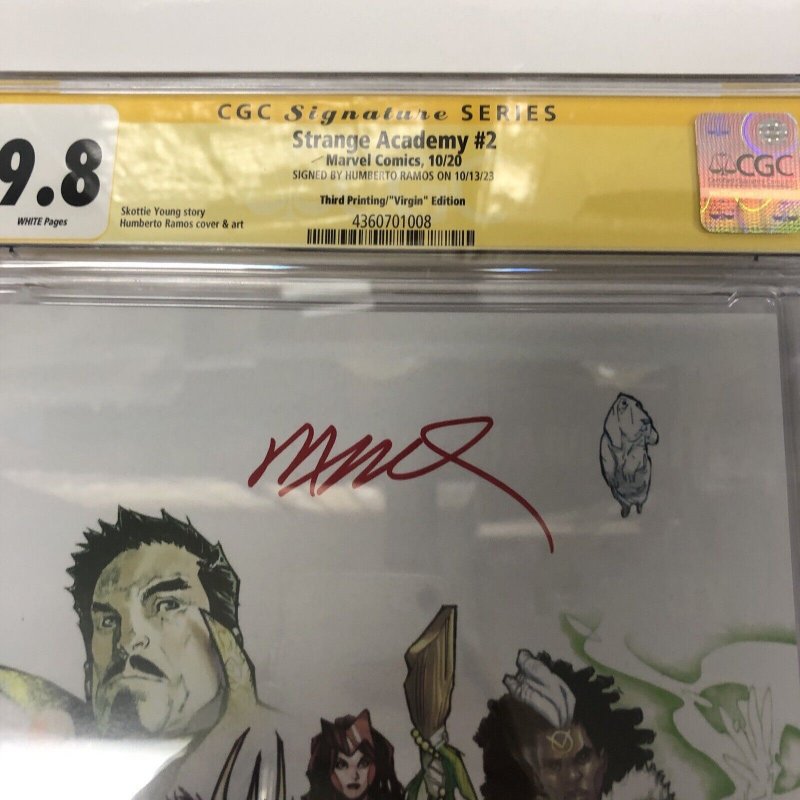 CGC Signature SERIES
Strange Academy #2
Marvel Comics, 10/20
SIGNED BY HUMBERTO RAMOS ON 10/13/23
Third Printing/"Virgin" Edition
4360701008
9.8
WHITE Pages
Skottie Young story
Humberto Ramos cover & art
CGC